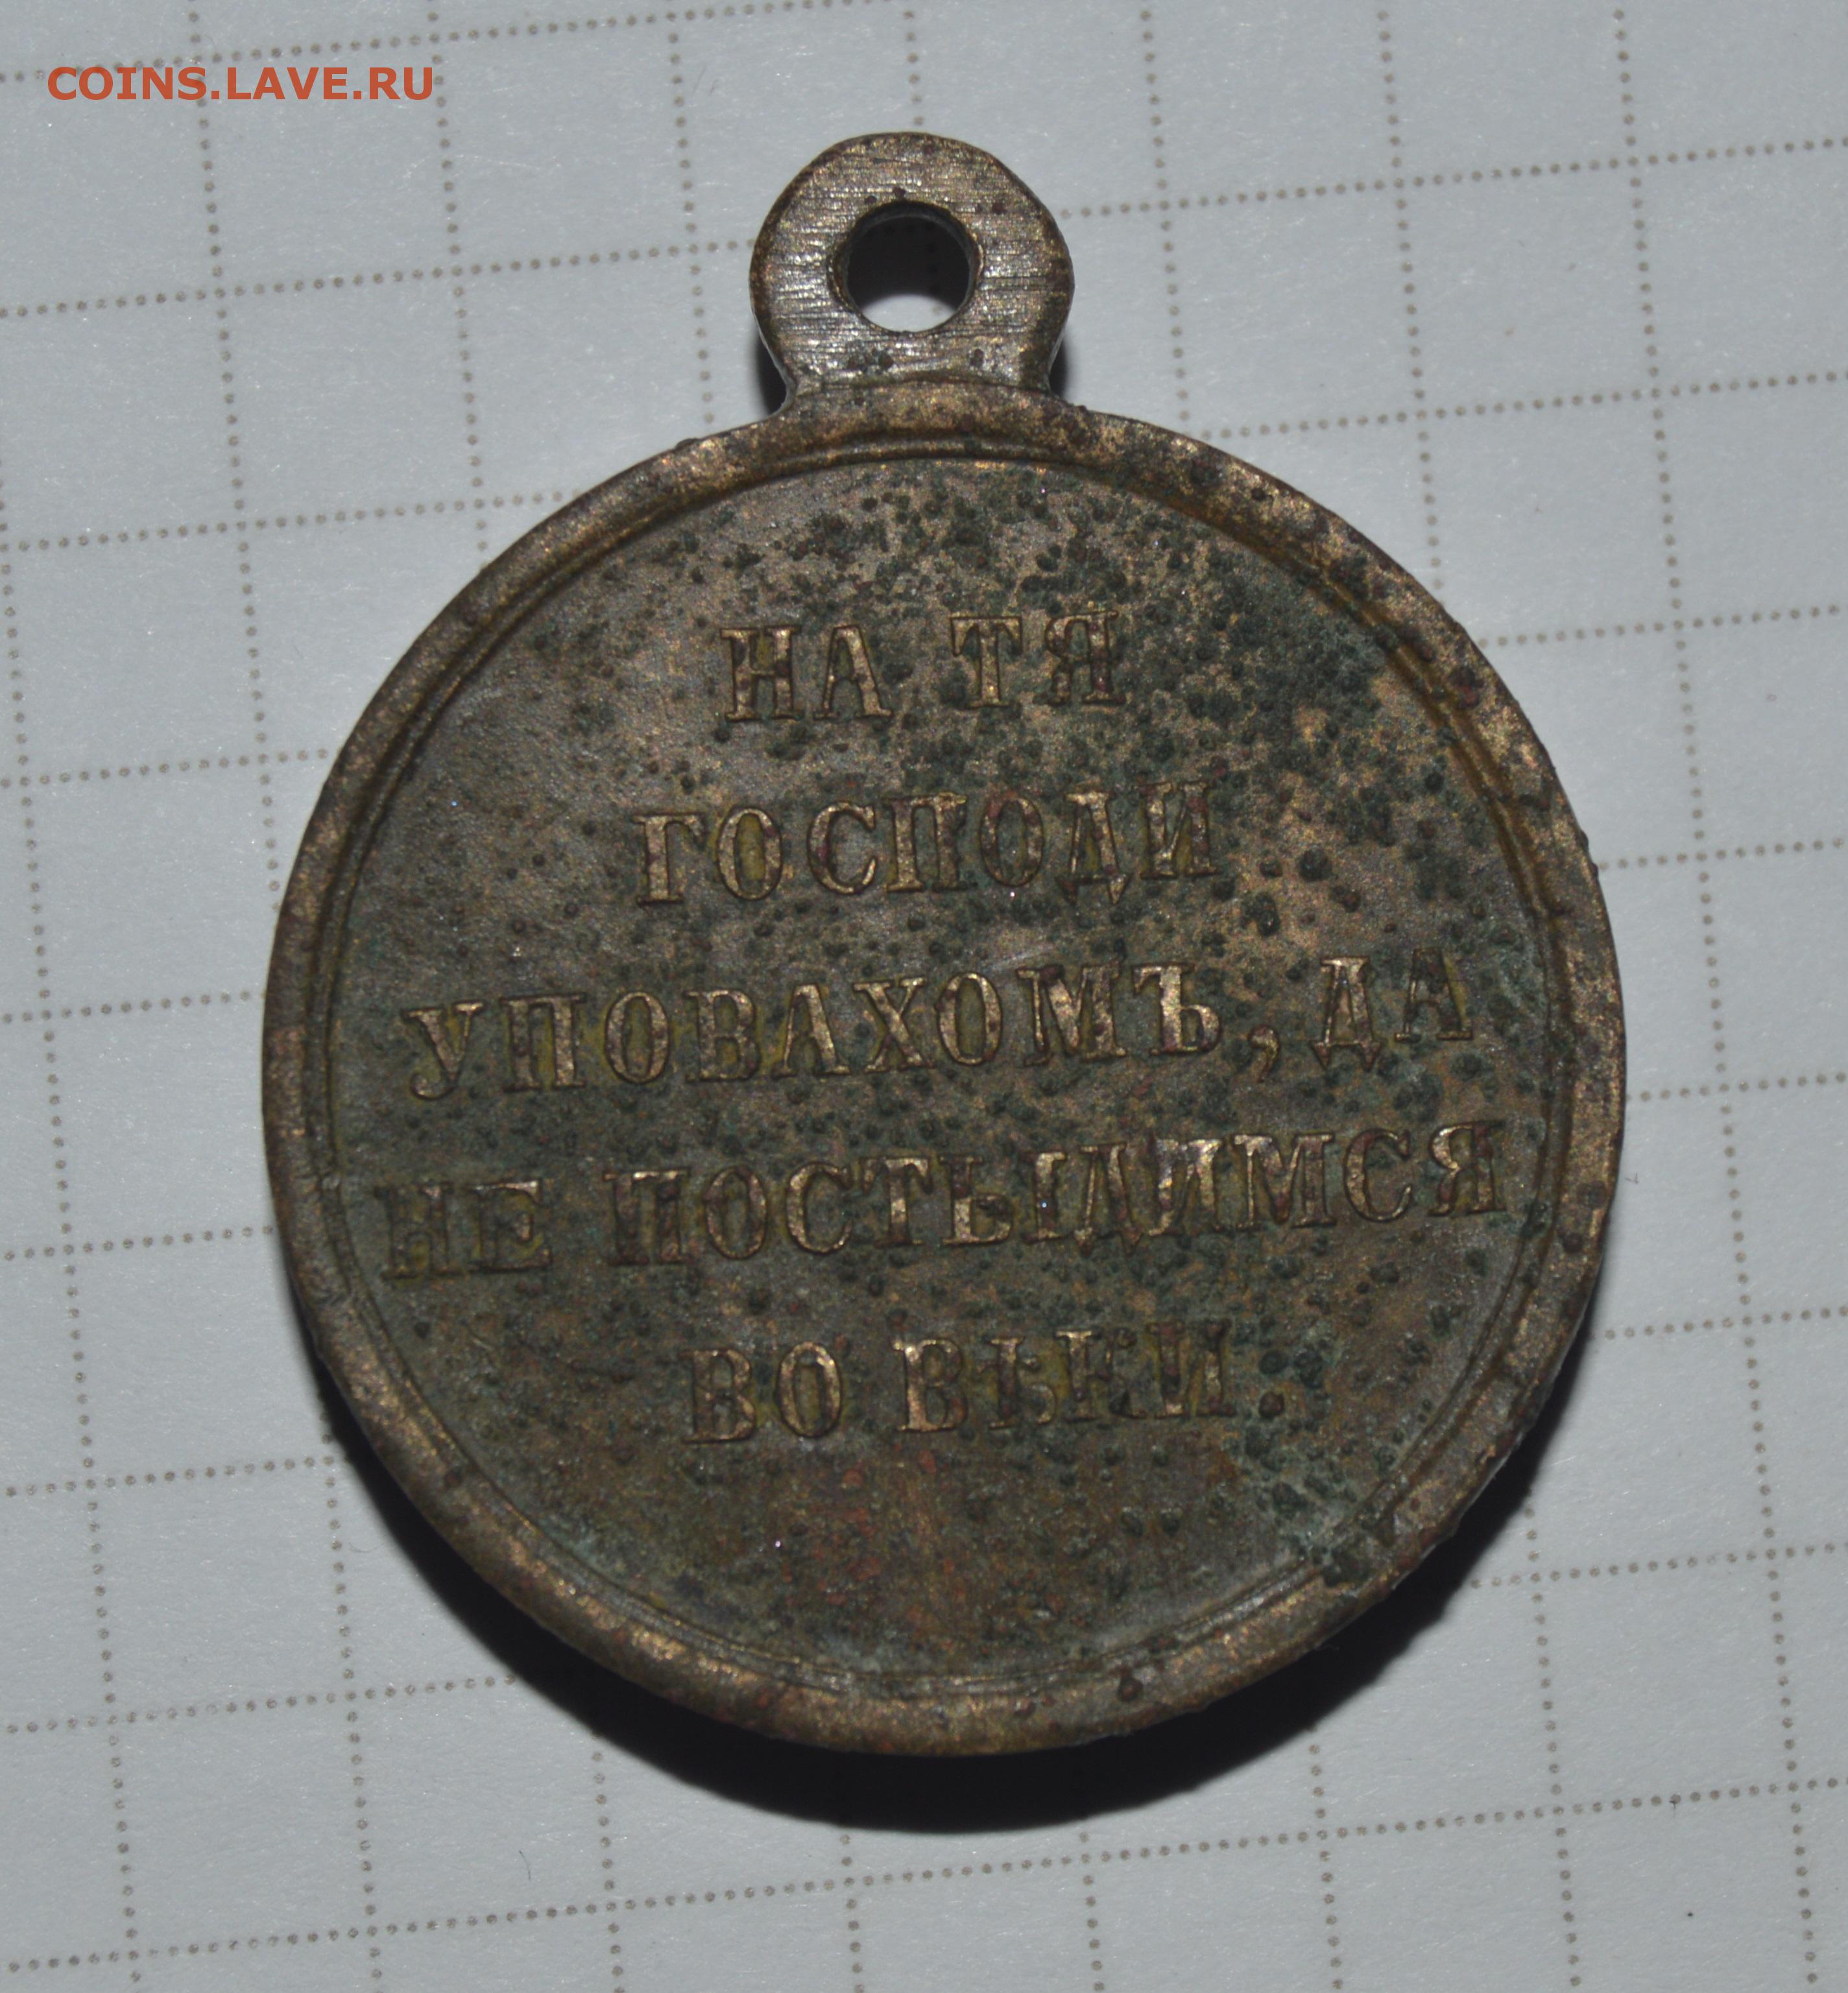 COINS.LAVE.RU
НА ТЯ
ГОСПОДИ
УПОВАХОМЪ, ДА
НЕ ПОСТЫДИМСЯ
ВО ВѢКИ.